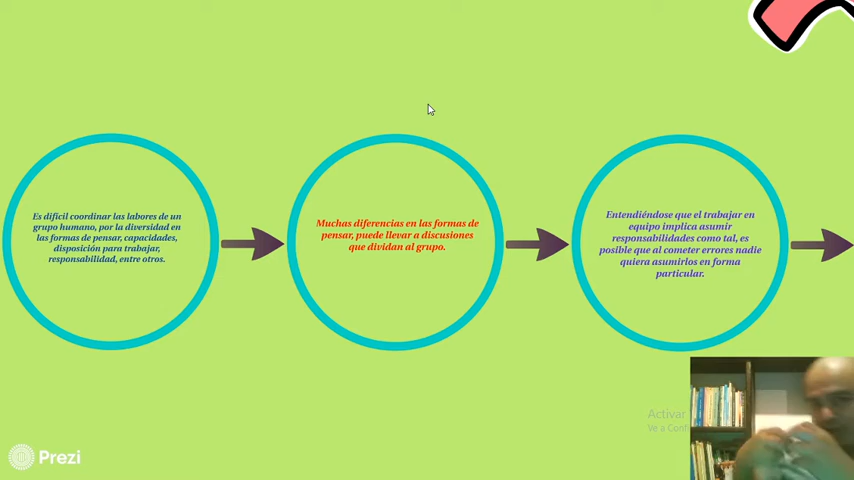 Es difícil coordinar las labores de un
grupo humano, por la diversidad en
las formas de pensar, capacidades,
disposición para trabajar,
responsabilidad, entre otros.
Muchas diferencias en las formas de
pensar, puede llevar a discusiones
que dividan al grupo.
Entendiéndose que el trabajar en
equipo implica asumir
responsabilidades como tal, es
posible que al cometer errores nadie
quiera asumirlos en forma
particular.
Activar
Ve a Confi
Prezi